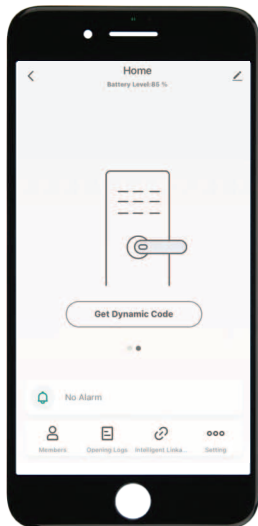 Home
Battery Level:85 %
Get Dynamic Code
No Alarm
Members
Opening Logs
Intelligent Linka...
Setting